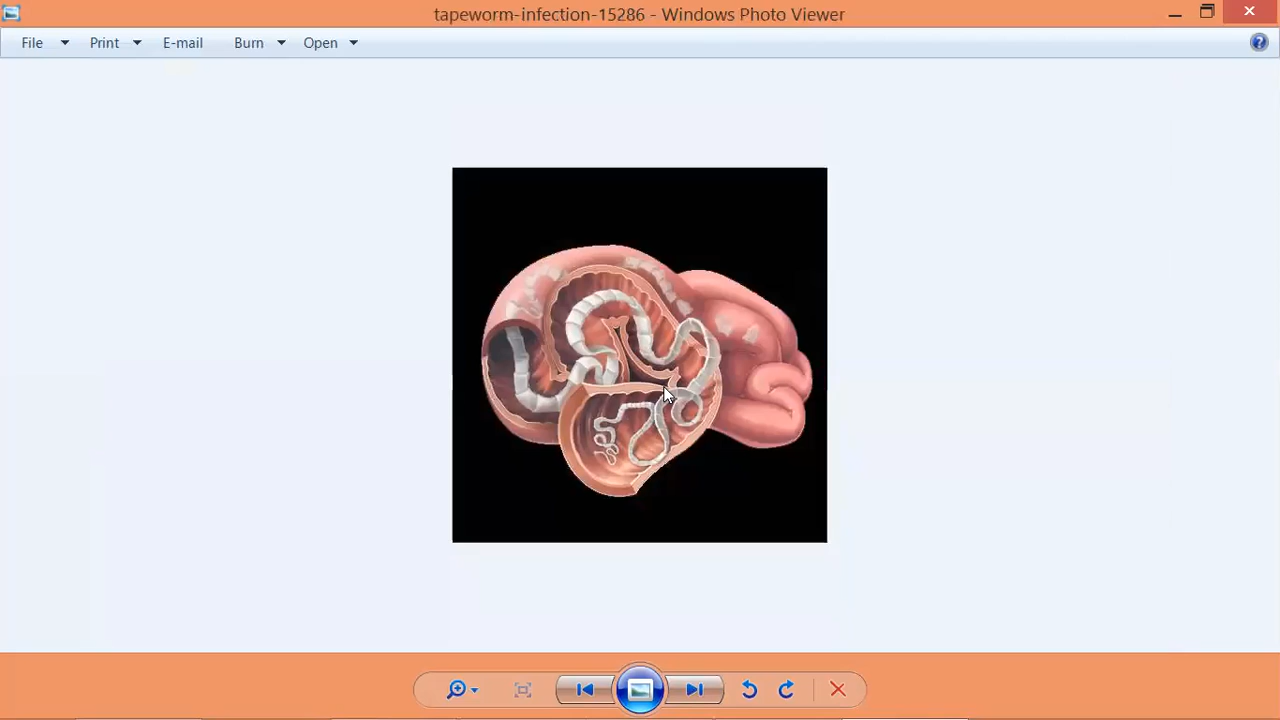 tapeworm-infection-15286 - Windows Photo Viewer
File Print E-mail Burn Open